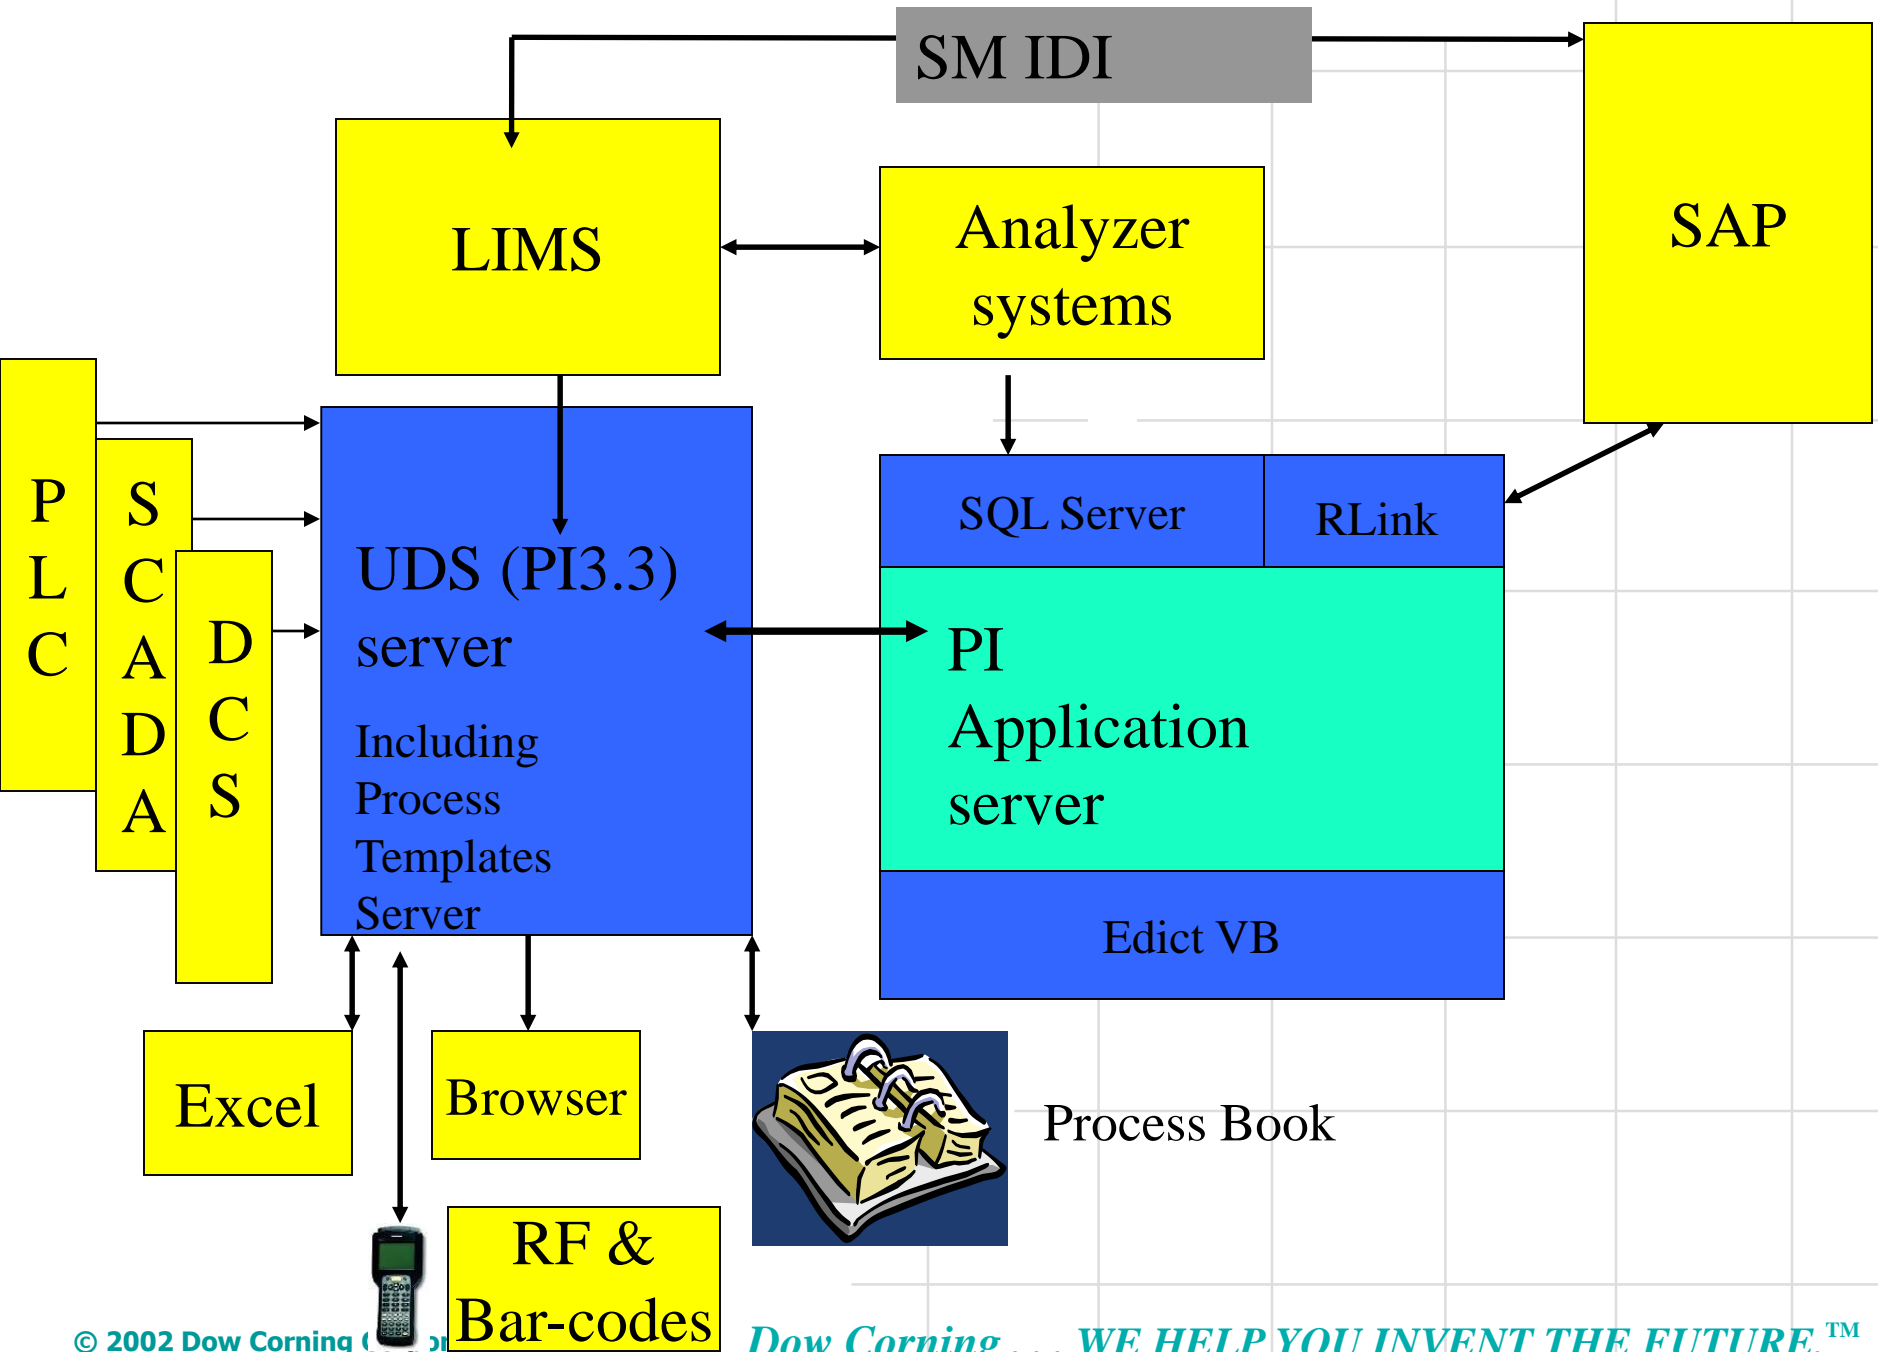 SM IDI
LIMS
Analyzer
systems
SAP
P
L
C
S
C
A
D
A
D
C
S
UDS (PI3.3)
server
Including
Process
Templates
Server
SQL Server
RLink
PI
Application
server
Edict VB
Excel
Browser
Process Book
RF &
Bar-codes
© 2002 Dow Corning
Dow Corning . . . WE HELP YOU INVENT THE FUTURE.™